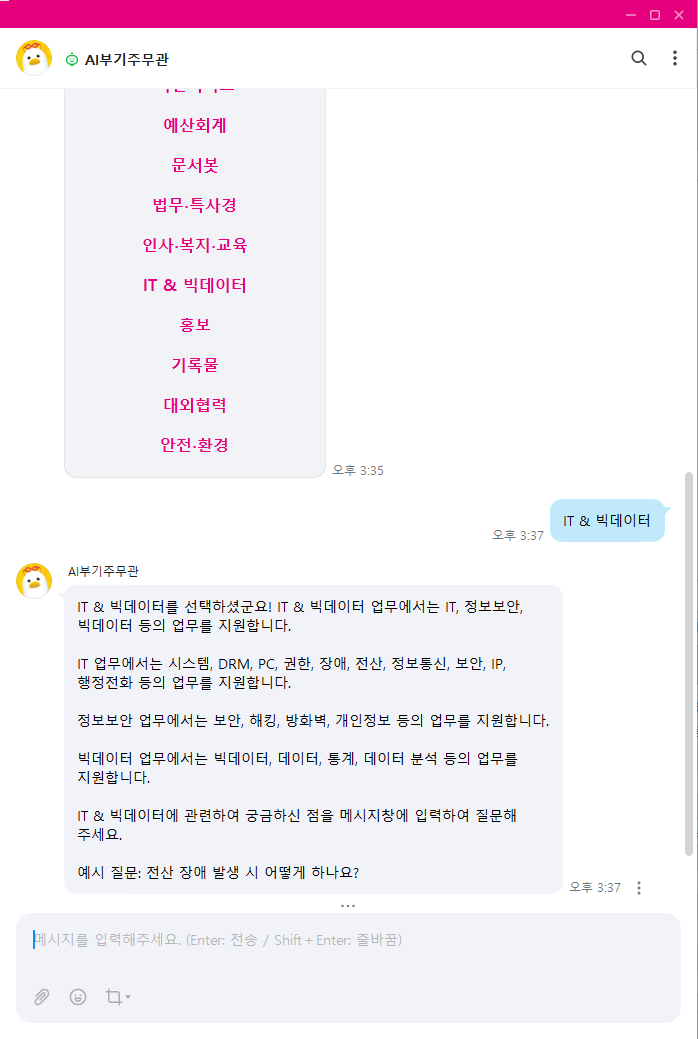 AI부기주무관
예산회계
문서봇
법무·특사경
인사·복지·교육
IT & 빅데이터
홍보
기록물
대외협력
안전·환경
오후 3:35
오후 3:37
IT & 빅데이터
AI부기주무관
IT & 빅데이터를 선택하셨군요! IT & 빅데이터 업무에서는 IT, 정보보안,
빅데이터 등의 업무를 지원합니다.
IT 업무에서는 시스템, DRM, PC, 권한, 장애, 전산, 정보통신, 보안, IP,
행정전화 등의 업무를 지원합니다.
정보보안 업무에서는 보안, 해킹, 방화벽, 개인정보 등의 업무를 지원합니다.
빅데이터 업무에서는 빅데이터, 데이터, 통계, 데이터 분석 등의 업무를
지원합니다.
IT & 빅데이터에 관련하여 궁금하신 점을 메시지창에 입력하여 질문해
주세요.
예시 질문: 전산 장애 발생 시 어떻게 하나요?
오후 3:37
메시지를 입력해주세요. (Enter: 전송 / Shift + Enter: 줄바꿈)